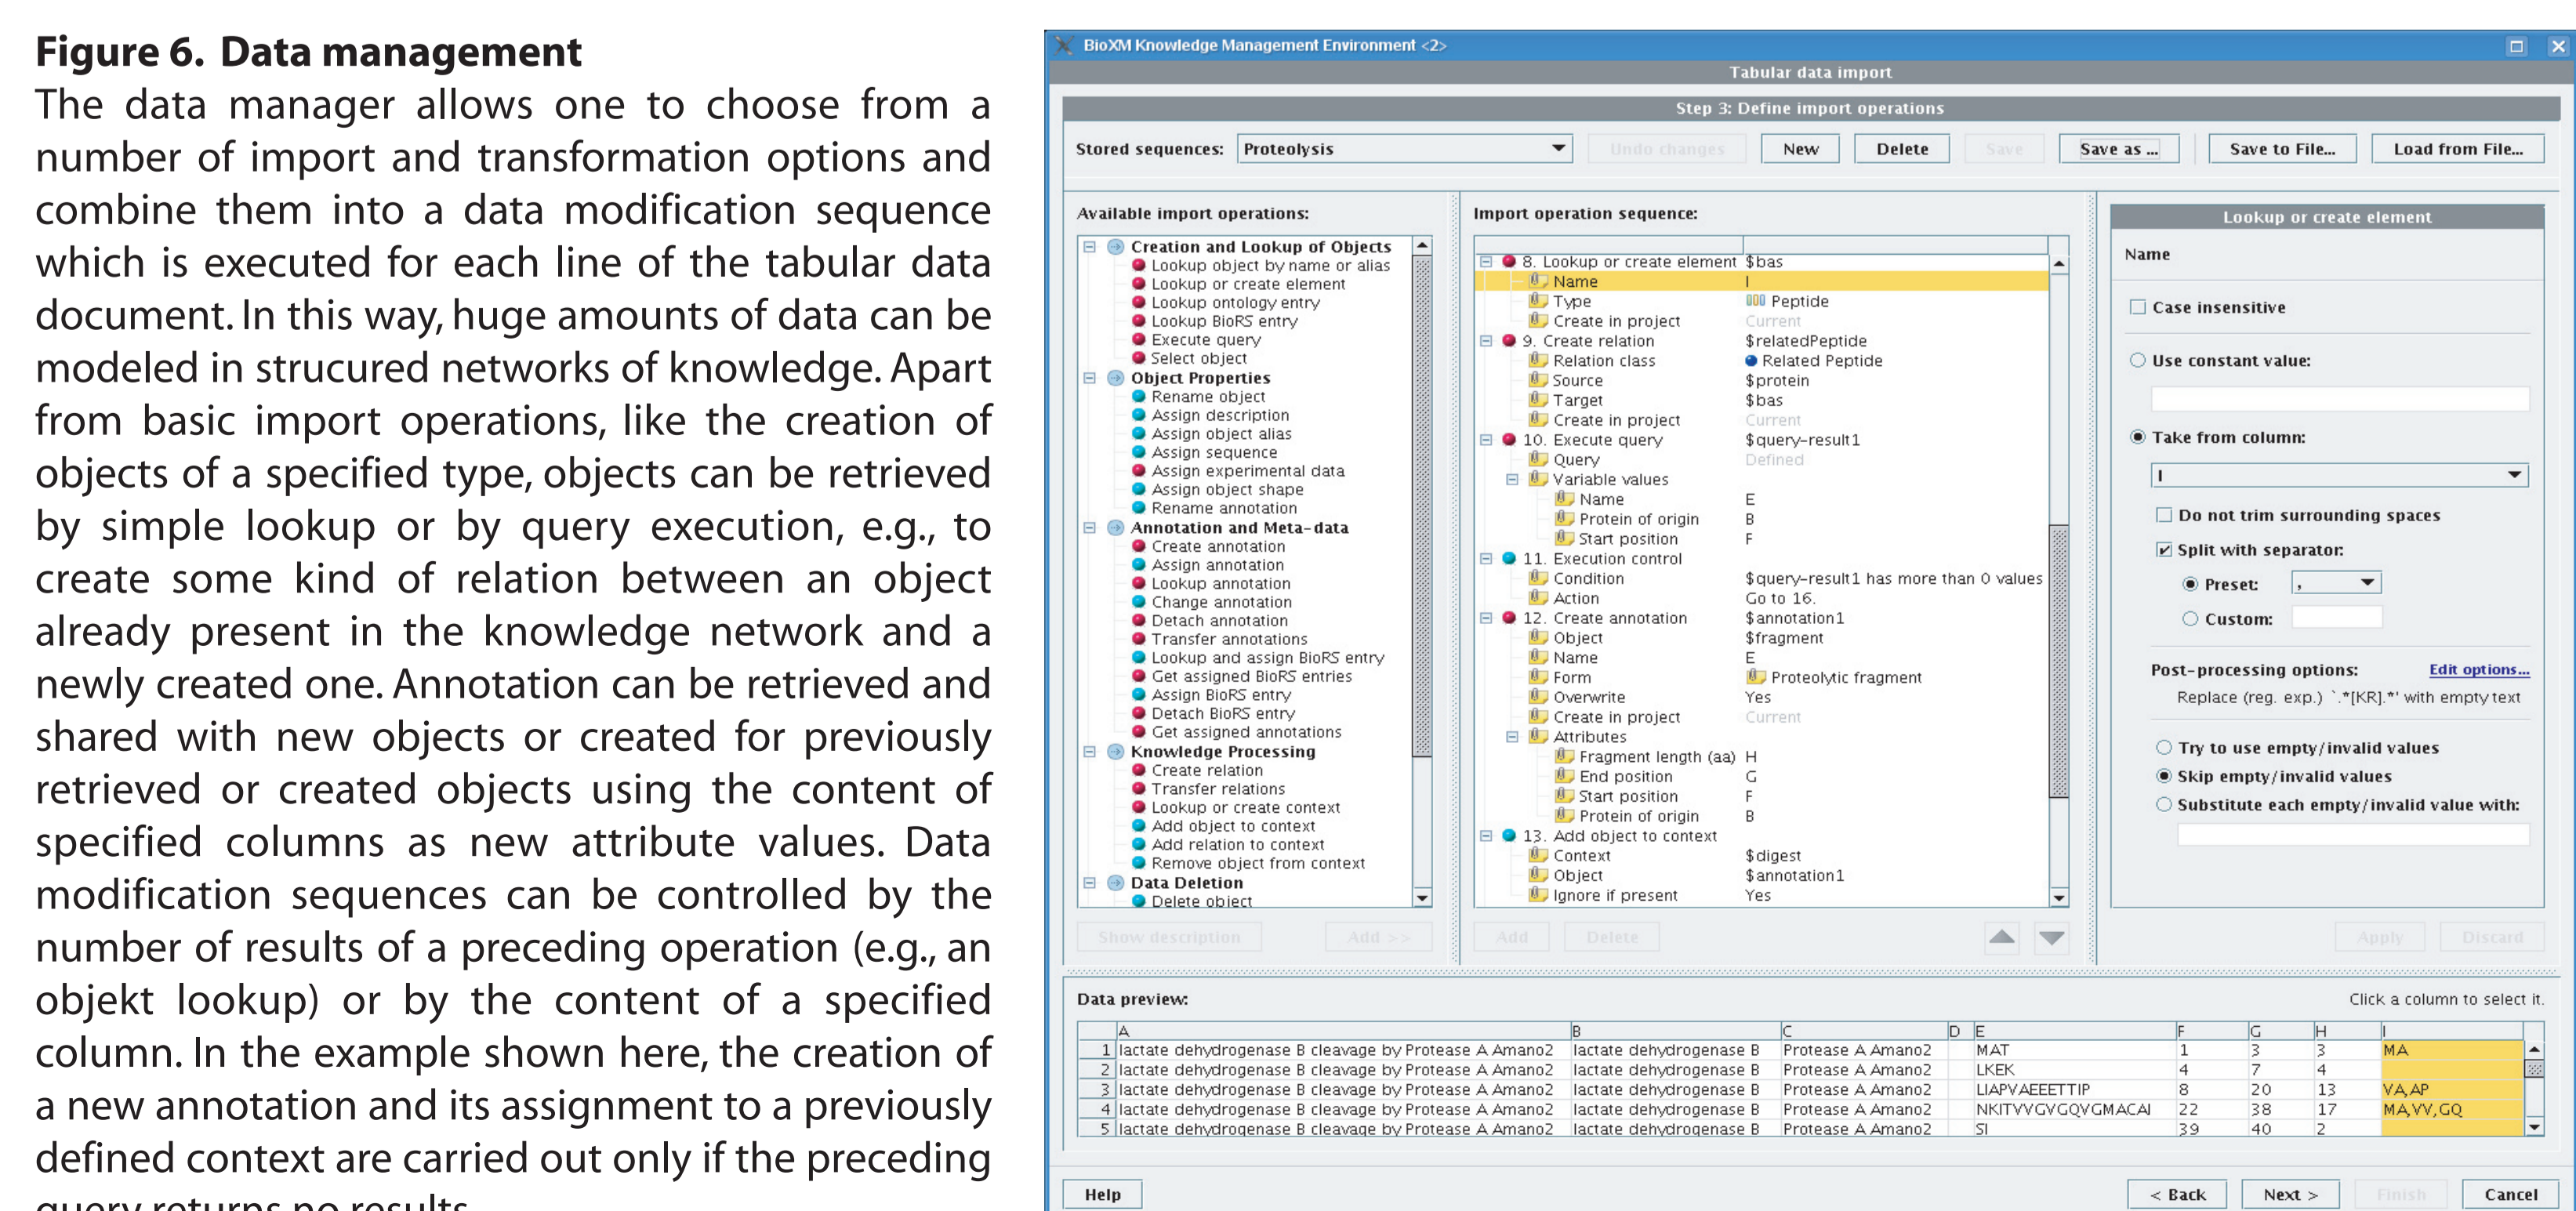 Figure 6. Data management
The data manager allows one to choose from a
number of import and transformation options and
combine them into a data modification sequence
which is executed for each line of the tabular data
document. In this way, huge amounts of data can be
modeled in strucured networks of knowledge. Apart
from basic import operations, like the creation of
objects of a specified type, objects can be retrieved
by simple lookup or by query execution, e.g., to
create some kind of relation between an object
already present in the knowledge network and a
newly created one. Annotation can be retrieved and
shared with new objects or created for previously
retrieved or created objects using the content of
specified columns as new attribute values. Data
modification sequences can be controlled by the
number of results of a preceding operation (e.g., an
objekt lookup) or by the content of a specified
column. In the example shown here, the creation of
a new annotation and its assignment to a previously
defined context are carried out only if the preceding
query returns no results
BioXM Knowledge Management Environment <2>
Tabular data import
Step 3: Define import operations
Stored sequences: Proteolysis Undo changes New Delete Save Save as ... Save to File... Load from File...
Available import operations:
Creation and Lookup of Objects
Lookup object by name or alias
Lookup or create element
Lookup ontology entry
Lookup BioRS entry
Execute query
Select object
Object Properties
Rename object
Assign description
Assign object alias
Assign sequence
Assign experimental data
Assign object shape
Rename annotation
Annotation and Meta-data
Create annotation
Assign annotation
Lookup annotation
Change annotation
Detach annotation
Transfer annotations
Lookup and assign BioRS entry
Get assigned BioRS entries
Assign BioRS entry
Detach BioRS entry
Get assigned annotations
Knowledge Processing
Create relation
Transfer relations
Lookup or create context
Add object to context
Add relation to context
Remove object from context
Data Deletion
Delete object
Show description Add >>
Import operation sequence:
8. Lookup or create element $bas
Name I
Type Peptide
Create in project Current
9. Create relation $relatedPeptide
Relation class Related Peptide
Source $protein
Target $bas
Create in project Current
10. Execute query $query-result1
Query Defined
Variable values
Name E
Protein of origin B
Start position F
11. Execution control
Condition $query-result1 has more than 0 values
Action Go to 16.
12. Create annotation $annotation1
Object $fragment
Name E
Form Proteolytic fragment
Overwrite Yes
Create in project Current
Attributes
Fragment length (aa) H
End position G
Start position F
Protein of origin B
13. Add object to context
Context $digest
Object $annotation1
Ignore if present Yes
Add Delete
Lookup or create element
Name
Case insensitive
Use constant value:
Take from column:
I
Do not trim surrounding spaces
Split with separator:
Preset: ,
Custom:
Post-processing options: Edit options...
Replace (reg. exp.) `.*[KR].*' with empty text
Try to use empty/invalid values
Skip empty/invalid values
Substitute each empty/invalid value with:
Apply Discard
Data preview: Click a column to select it.
A B C D E F G H I
1 lactate dehydrogenase B cleavage by Protease A Amano2 lactate dehydrogenase B Protease A Amano2 MAT 1 3 3 MA
2 lactate dehydrogenase B cleavage by Protease A Amano2 lactate dehydrogenase B Protease A Amano2 LKEK 4 7 4
3 lactate dehydrogenase B cleavage by Protease A Amano2 lactate dehydrogenase B Protease A Amano2 LIAPVAEEETTIP 8 20 13 VA,AP
4 lactate dehydrogenase B cleavage by Protease A Amano2 lactate dehydrogenase B Protease A Amano2 NKITVVGVGQVGMACAI 22 38 17 MA,VV,GQ
5 lactate dehydrogenase B cleavage by Protease A Amano2 lactate dehydrogenase B Protease A Amano2 SI 39 40 2
Help < Back Next > Finish Cancel